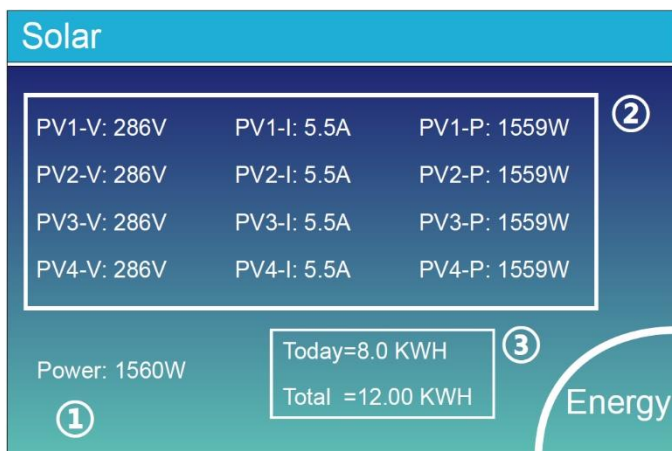 Solar
PV1-V: 286V PV1-I: 5.5A PV1-P: 1559W
②
PV2-V: 286V PV2-I: 5.5A PV2-P: 1559W
PV3-V: 286V PV3-I: 5.5A PV3-P: 1559W
PV4-V: 286V PV4-I: 5.5A PV4-P: 1559W
Power: 1560W
①
Today=8.0 KWH
Total =12.00 KWH
③
Energy